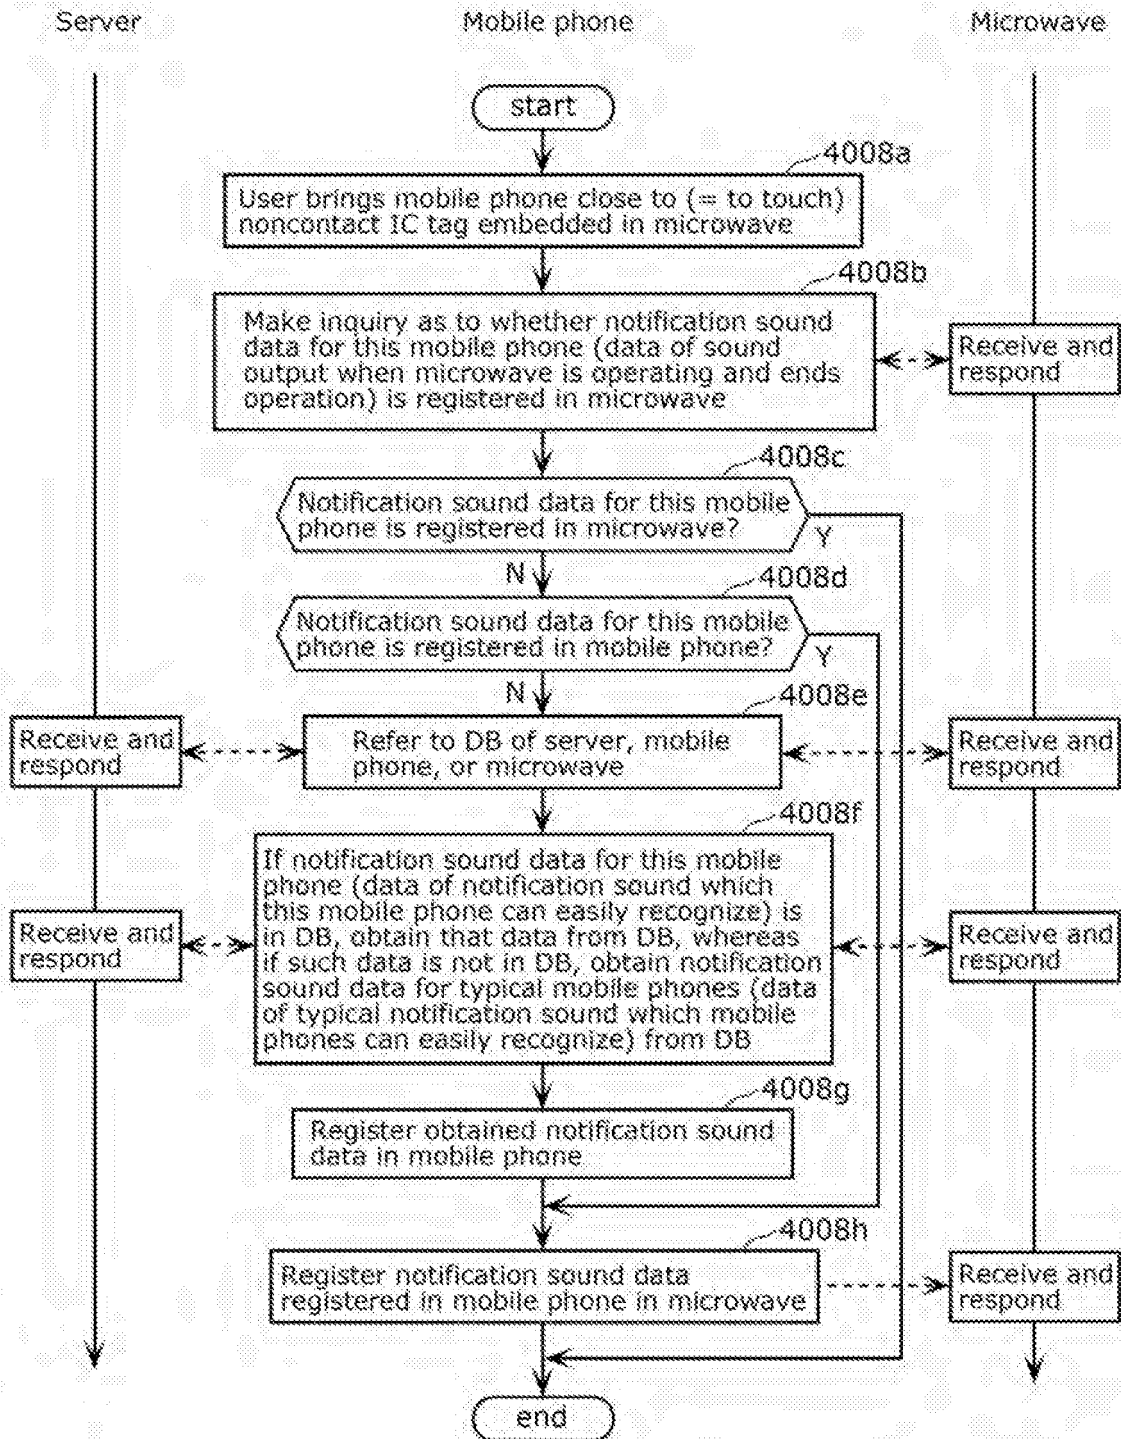 Server
Mobile phone
Microwave
start
4008a
User brings mobile phone close to (= to touch)
noncontact IC tag embedded in microwave
4008b
Make inquiry as to whether notification sound
data for this mobile phone (data of sound
output when microwave is operating and ends
operation) is registered in microwave
Receive and
respond
4008c
Notification sound data for this mobile
phone is registered in microwave?
Y
N
4008d
Notification sound data for this mobile
phone is registered in mobile phone?
Y
N
4008e
Receive and
respond
Refer to DB of server, mobile
phone, or microwave
Receive and
respond
4008f
If notification sound data for this mobile
phone (data of notification sound which
this mobile phone can easily recognize) is
in DB, obtain that data from DB, whereas
if such data is not in DB, obtain notification
sound data for typical mobile phones (data
of typical notification sound which mobile
phones can easily recognize) from DB
Receive and
respond
Receive and
respond
4008g
Register obtained notification sound
data in mobile phone
4008h
Register notification sound data
registered in mobile phone in microwave
Receive and
respond
end